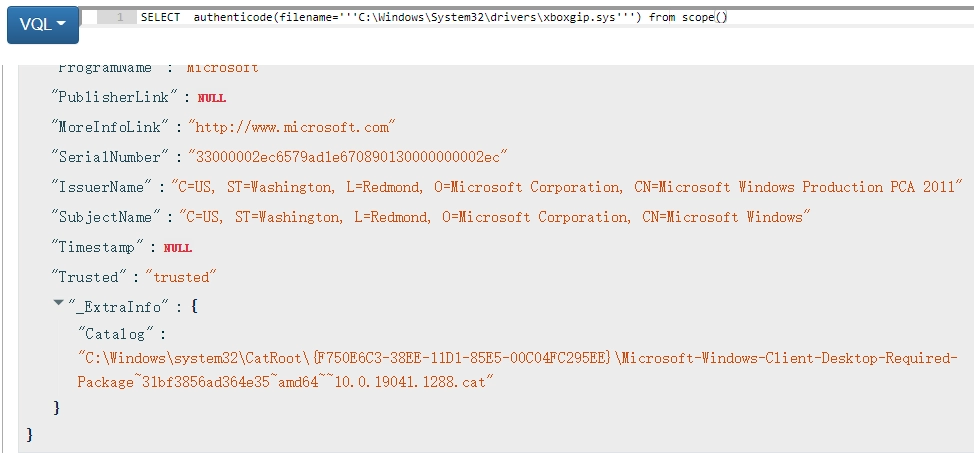 VQL
1 SELECT authenticode(filename='''C:\Windows\System32\drivers\xboxgip.sys''') from scope()
"ProgramName" : "Microsoft"
"PublisherLink" : NULL
"MoreInfoLink" : "http://www.microsoft.com"
"SerialNumber" : "33000002ec6579ad1e670890130000000002ec"
"IssuerName" : "C=US, ST=Washington, L=Redmond, O=Microsoft Corporation, CN=Microsoft Windows Production PCA 2011"
"SubjectName" : "C=US, ST=Washington, L=Redmond, O=Microsoft Corporation, CN=Microsoft Windows"
"Timestamp" : NULL
"Trusted" : "trusted"
"_ExtraInfo" : {
"Catalog" :
"C:\Windows\system32\CatRoot\{F750E6C3-38EE-11D1-85E5-00C04FC295EE}\Microsoft-Windows-Client-Desktop-Required-
Package~31bf3856ad364e35~amd64~~10.0.19041.1288.cat"
}
}